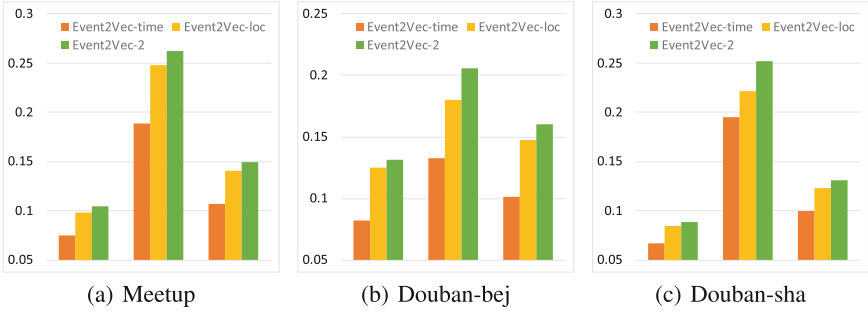 0.3
Event2Vec-time Event2Vec-loc
Event2Vec-2
0.25
0.2
0.15
0.1
0.05
(a) Meetup
0.25
Event2Vec-time Event2Vec-loc
Event2Vec-2
0.2
0.15
0.1
0.05
(b) Douban-bej
0.3
Event2Vec-time Event2Vec-loc
Event2Vec-2
0.25
0.2
0.15
0.1
0.05
(c) Douban-sha